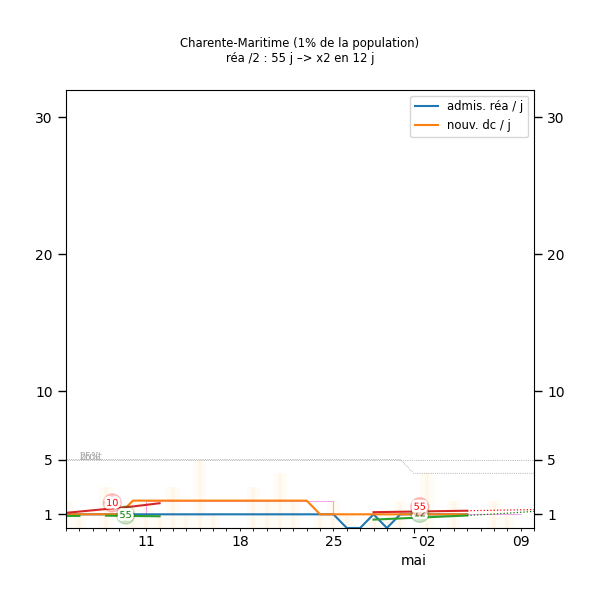 Charente-Maritime (1% de la population)
réa /2 : 55 j –> x2 en 12 j
admis. réa / j
nouv. dc / j
30 30
20 20
10 10
5 5
1 1
10
55
55
12
11 18 25 02 09
mai